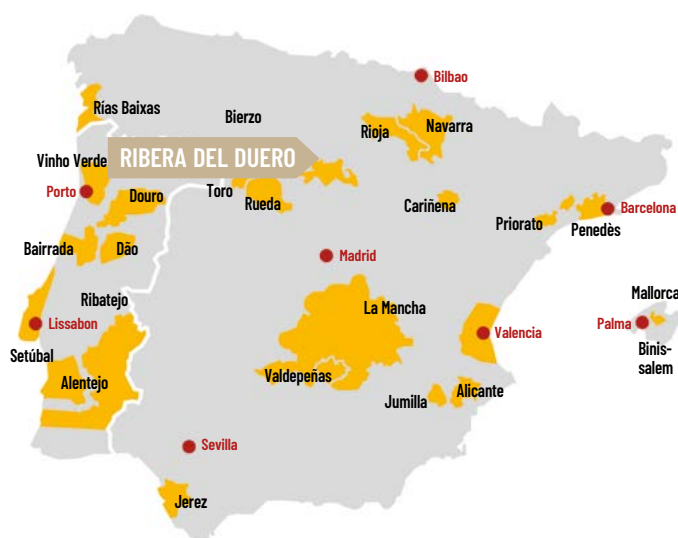 Bilbao
Rías Baixas
Bierzo
Rioja
Navarra
Vinho Verde
RIBERA DEL DUERO
Porto
Douro
Toro
Rueda
Cariñena
Priorato
Barcelona
Penedès
Bairrada
Dão
Madrid
Ribatejo
La Mancha
Mallorca
Lissabon
Valencia
Palma
Setúbal
Binis-
salem
Alentejo
Valdepeñas
Jumilla
Alicante
Sevilla
Jerez